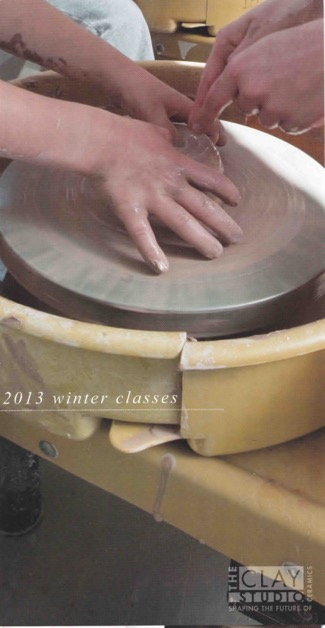 2013 winter classes
THE
CLAY
STUDIO
SHAPING THE FUTURE OF
CERAMICS